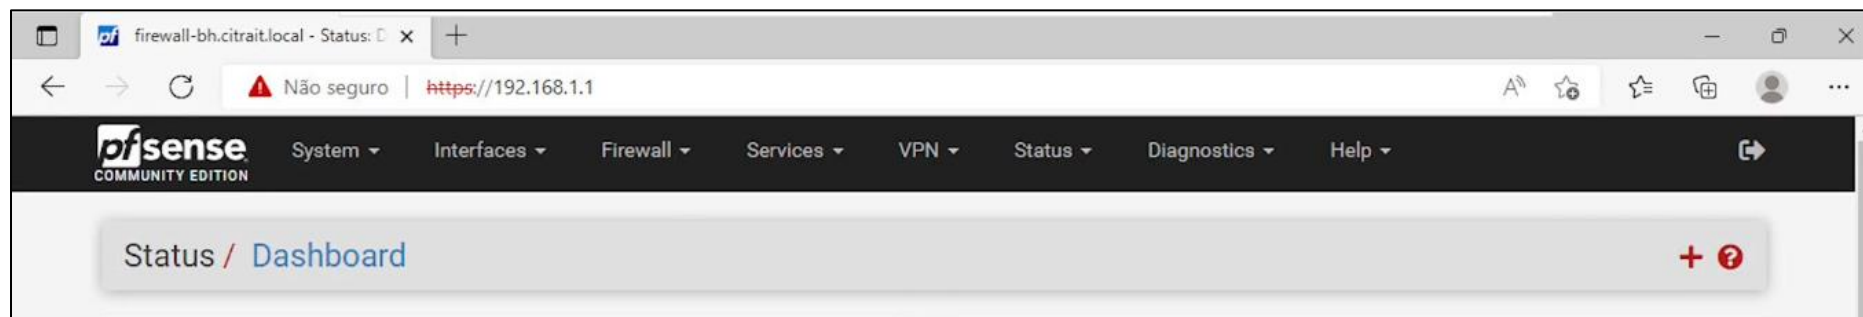 firewall-bh.citrait.local - Status: D
Não seguro | https://192.168.1.1
pfsense COMMUNITY EDITION System Interfaces Firewall Services VPN Status Diagnostics Help
Status / Dashboard